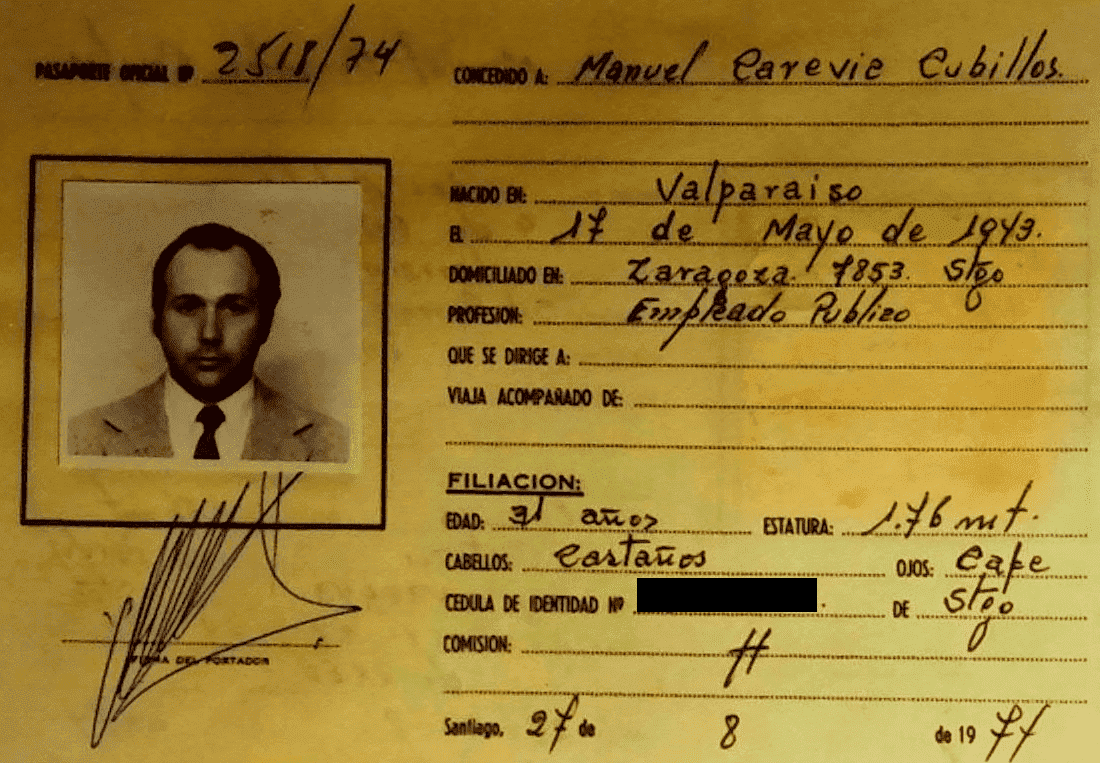 PASAPORTE OFICIAL Nº 2518/74
CONCEDIDO A: Manuel Carevic Cubillos.
NACIDO EN: Valparaiso
EL 17 de Mayo de 1943.
DOMICILIADO EN: Zaragoza 7853. Stgo
PROFESION: Empleado Publico
QUE SE DIRIGE A:
VIAJA ACOMPAÑADO DE:
FILIACION:
EDAD: 31 años ESTATURA: 1.76 mt.
CABELLOS: Castaños OJOS: Cafe
CEDULA DE IDENTIDAD Nº DE Stgo
COMISION:
FIRMA DEL PORTADOR
Santiago, 27 de 8 de 1974